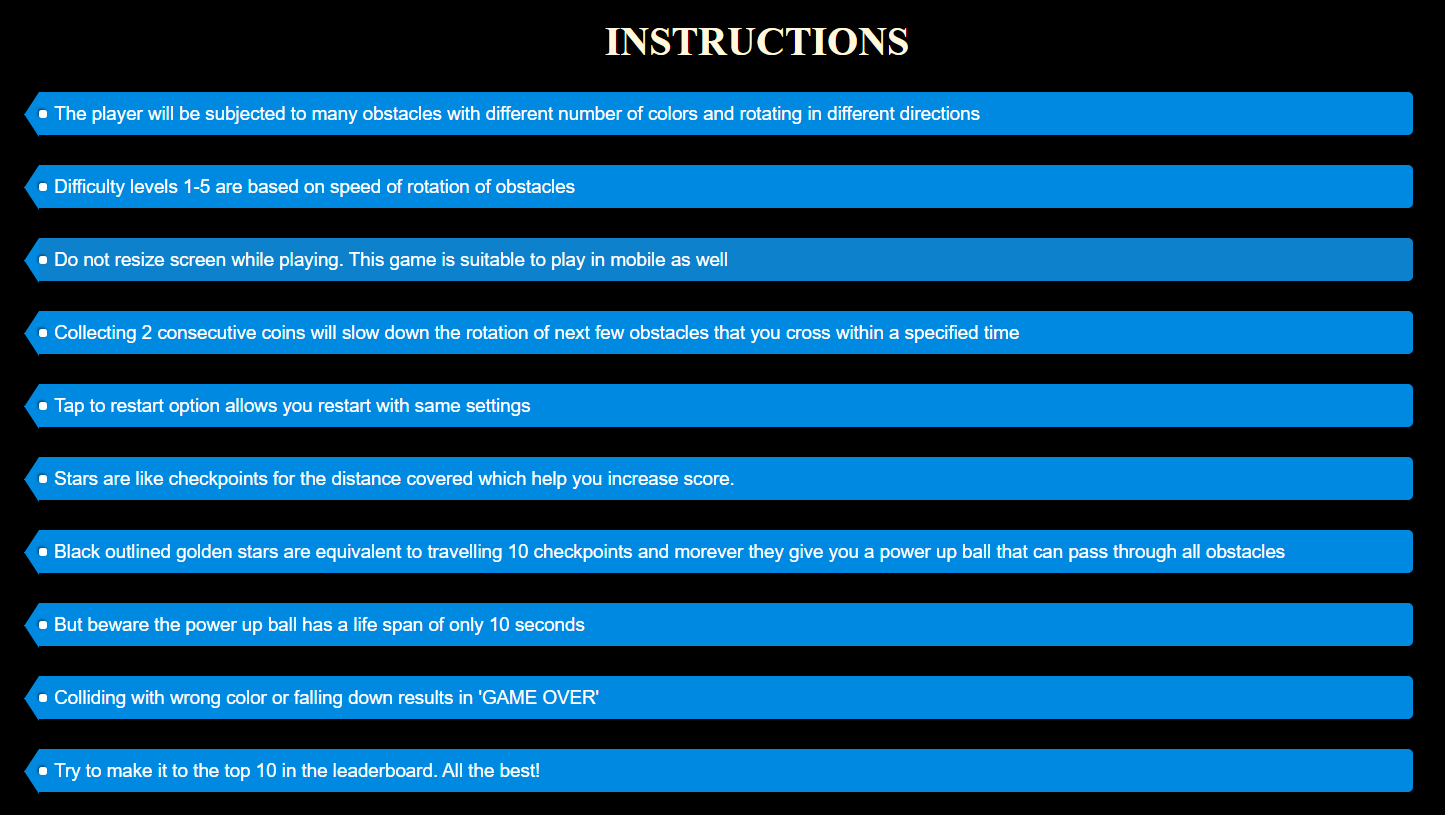 INSTRUCTIONS
The player will be subjected to many obstacles with different number of colors and rotating in different directions
Difficulty levels 1-5 are based on speed of rotation of obstacles
Do not resize screen while playing. This game is suitable to play in mobile as well
Collecting 2 consecutive coins will slow down the rotation of next few obstacles that you cross within a specified time
Tap to restart option allows you restart with same settings
Stars are like checkpoints for the distance covered which help you increase score.
Black outlined golden stars are equivalent to travelling 10 checkpoints and morever they give you a power up ball that can pass through all obstacles
But beware the power up ball has a life span of only 10 seconds
Colliding with wrong color or falling down results in 'GAME OVER'
Try to make it to the top 10 in the leaderboard. All the best!